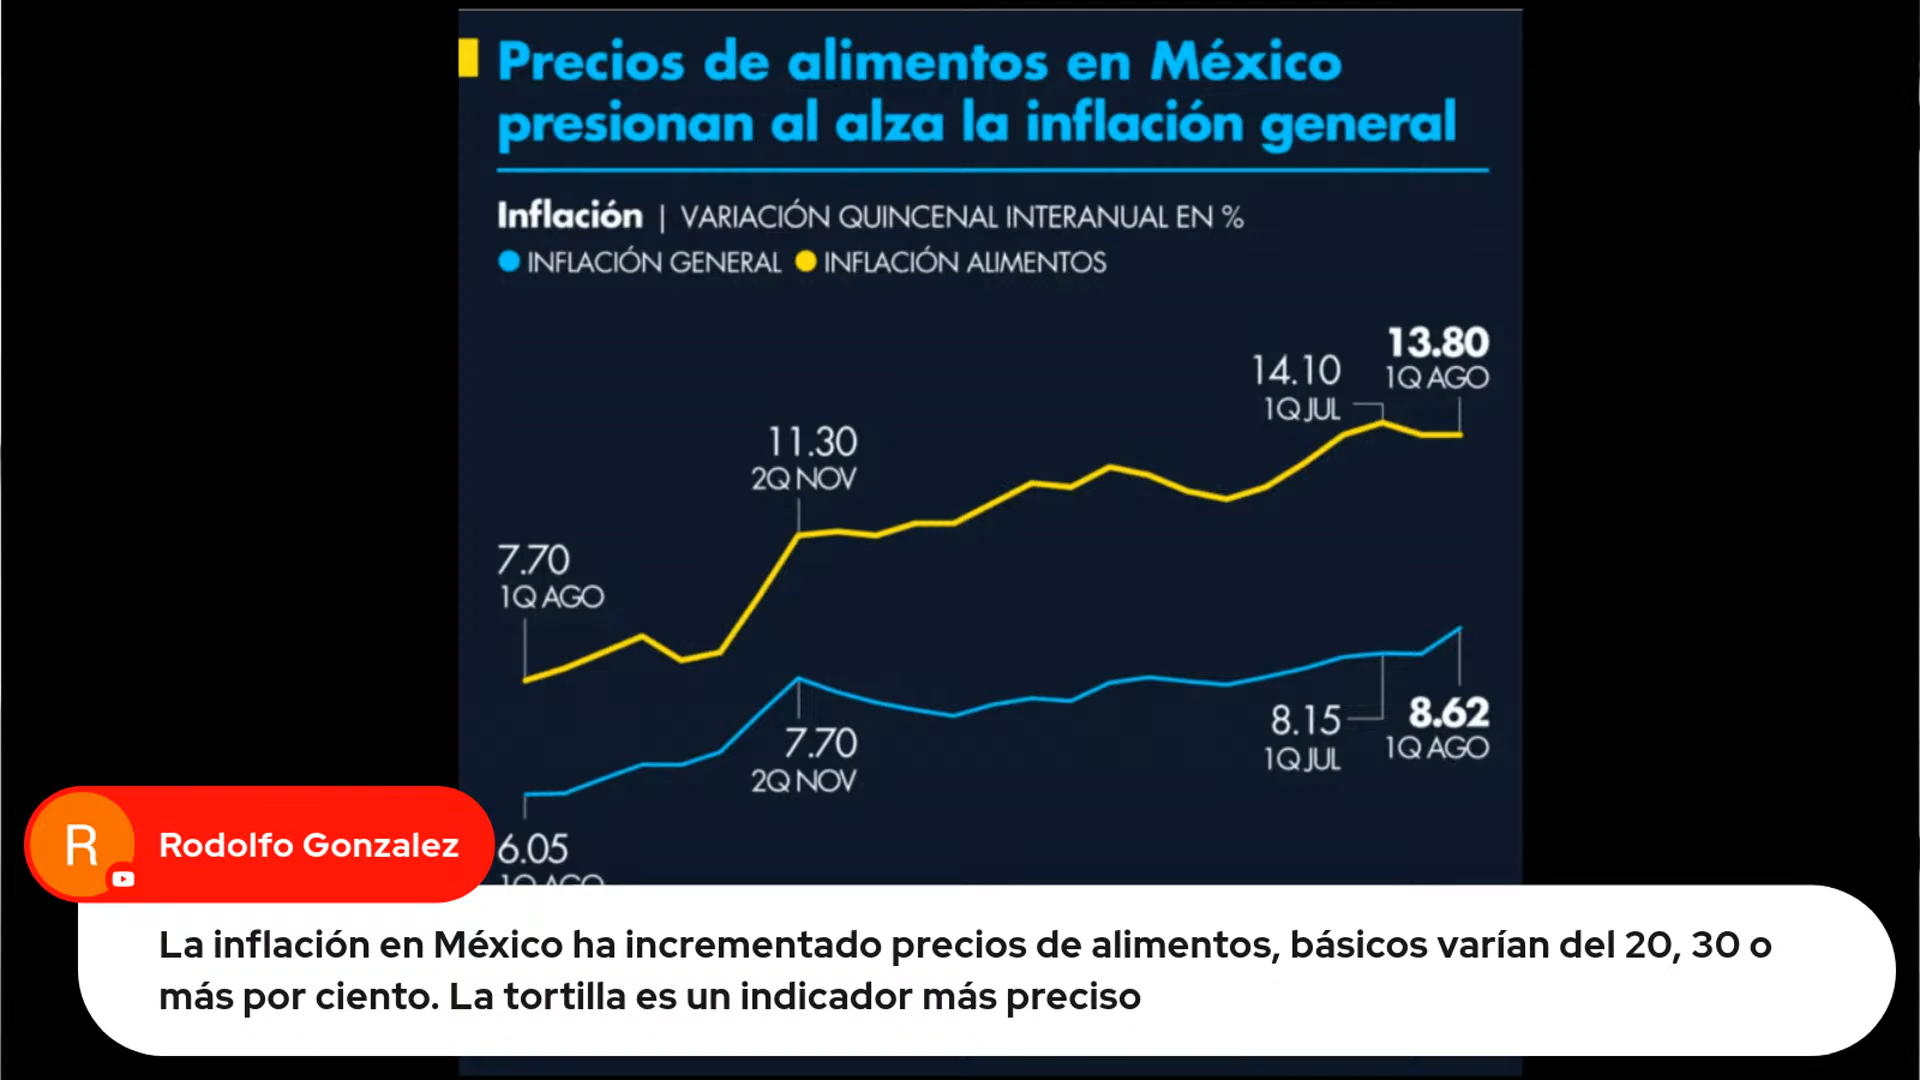 Precios de alimentos en México
presionan al alza la inflación general
Inflación | VARIACIÓN QUINCENAL INTERANUAL EN %
INFLACIÓN GENERAL INFLACIÓN ALIMENTOS
13.80
1Q AGO
14.10
1Q JUL
11.30
2Q NOV
7.70
1Q AGO
7.70
2Q NOV
8.15
1Q JUL
8.62
1Q AGO
6.05
1Q AGO
R
Rodolfo Gonzalez
La inflación en México ha incrementado precios de alimentos, básicos varían del 20, 30 o
más por ciento. La tortilla es un indicador más preciso